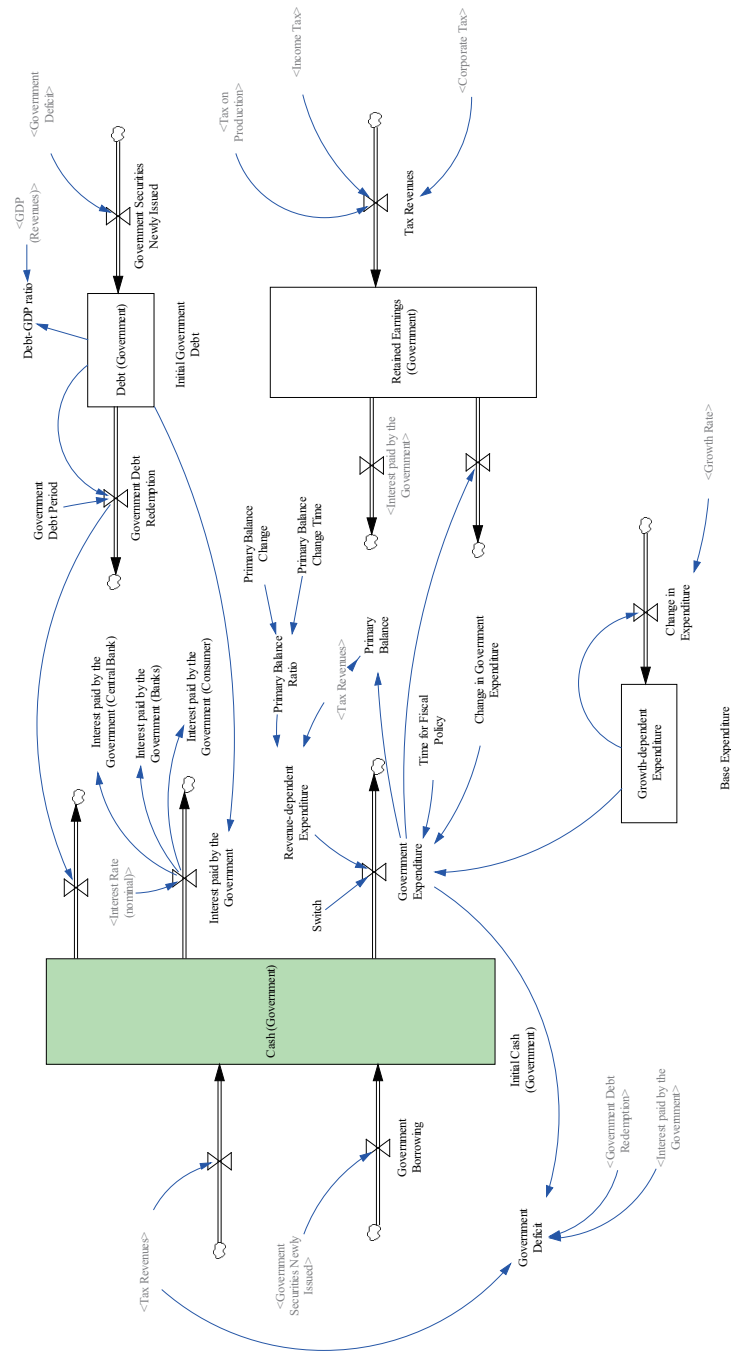 <GDP
(Revenues)>
Debt-GDP ratio
<Government
Deficit>
Government
Debt Period
Interest paid by the
Government (Central Bank)
<Interest Rate
(nominal)>
Debt (Government)
Government Debt
Redemption
Government Securities
Newly Issued
<Tax Revenues>
Interest paid by the
Government (Banks)
Initial Government
Debt
Interest paid by the
Government (Consumer)
Interest paid by the
Government
<Tax on
Production>
Primary Balance
Change
Cash (Government)
Primary Balance
Ratio
<Government
Securities Newly
Issued>
Revenue-dependent
Expenditure
<Income Tax>
Primary Balance
Change Time
Switch
<Tax Revenues>
Primary
Balance
<Interest paid by the
Government>
Retained Earnings
(Government)
Government
Borrowing
Government
Expenditure
Tax Revenues
Time for Fiscal
Policy
<Corporate Tax>
Change in Government
Expenditure
Initial Cash
(Government)
Government
Deficit
<Government Debt
Redemption>
Growth-dependent
Expenditure
<Interest paid by the
Government>
Change in
Expenditure
<Growth Rate>
Base Expenditure